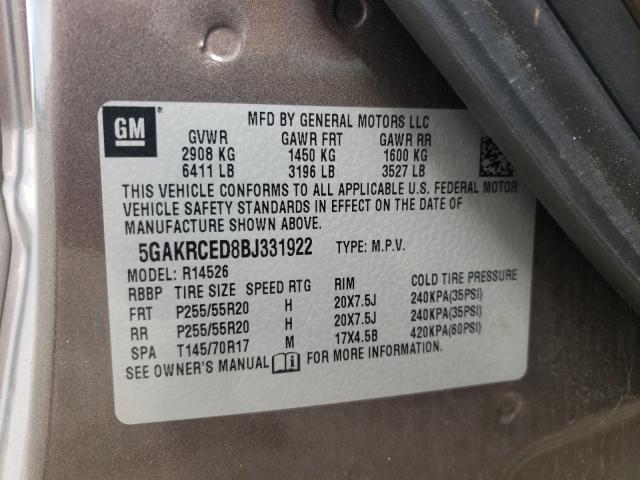 GM
MFD BY GENERAL MOTORS LLC
GVWR GAWR FRT GAWR RR
2908 KG 1450 KG 1600 KG
6411 LB 3196 LB 3527 LB
THIS VEHICLE CONFORMS TO ALL APPLICABLE U.S. FEDERAL MOTOR
VEHICLE SAFETY STANDARDS IN EFFECT ON THE DATE OF
MANUFACTURE SHOWN ABOVE.
5GAKRCED8BJ331922 TYPE: M.P.V.
MODEL: R14526
RBBP TIRE SIZE SPEED RTG RIM COLD TIRE PRESSURE
FRT P255/55R20 H 20X7.5J 240KPA(35PSI)
RR P255/55R20 H 20X7.5J 240KPA(35PSI)
SPA T145/70R17 M 17X4.5B 420KPA(60PSI)
SEE OWNER'S MANUAL FOR MORE INFORMATION.